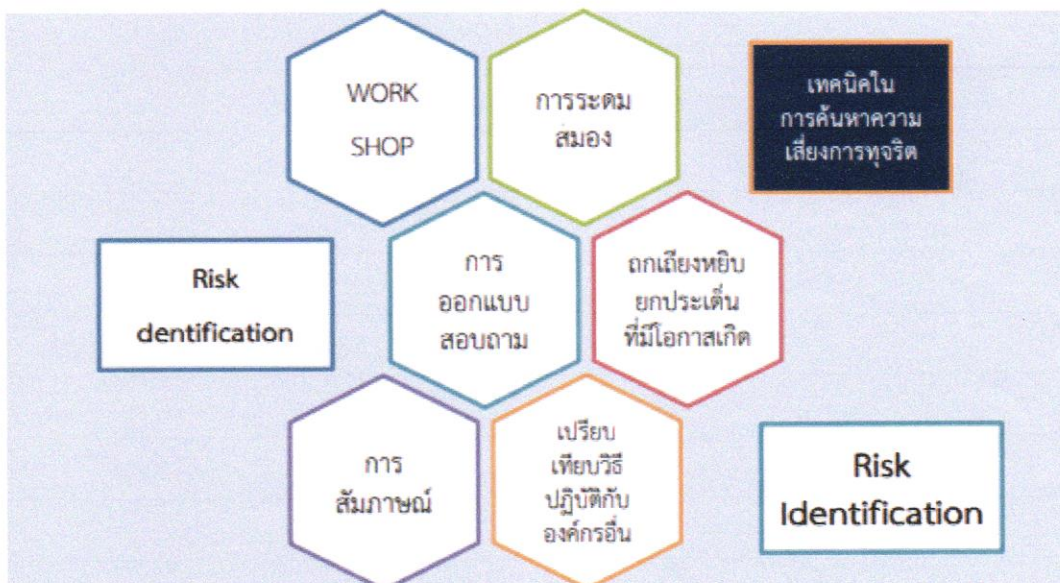 WORK
SHOP
การระดม
สมอง
เทคนิคใน
การค้นหาความ
เสี่ยงการทุจริต
Risk
dentification
การ
ออกแบบ
สอบถาม
ถกเถียงหยิบ
ยกประเด็น
ที่มีโอกาสเกิด
การ
สัมภาษณ์
เปรียบ
เทียบวิธี
ปฏิบัติกับ
องค์กรอื่น
Risk
Identification